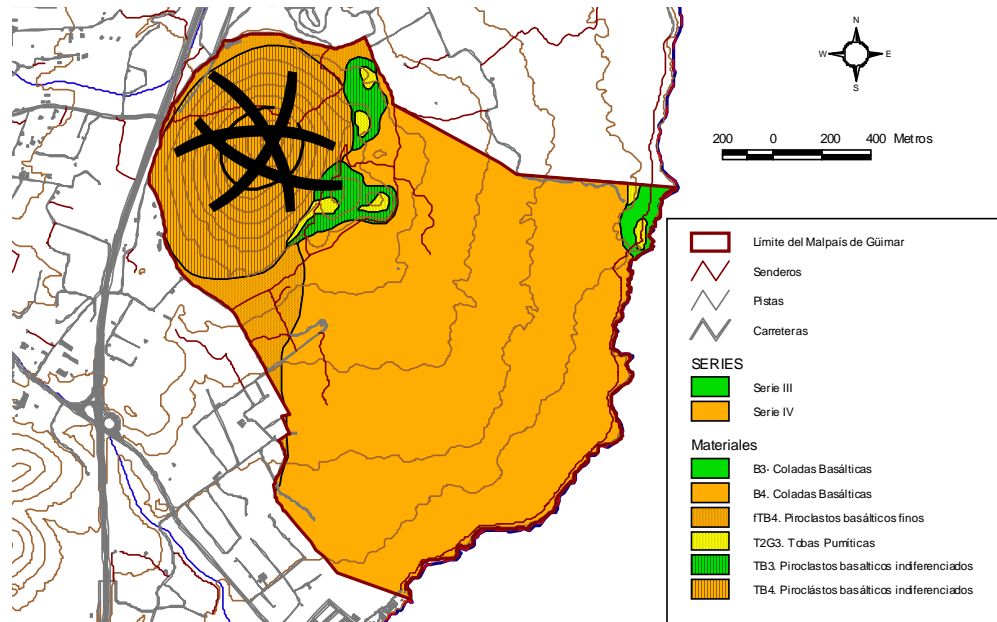 N
W E
S
200 0 200 400 Metros
Límite del Malpaís de Güímar
Senderos
Pistas
Carreteras
SERIES
Serie III
Serie IV
Materiales
B3- Coladas Basálticas
B4. Coladas Basálticas
fTB4. Piroclastos basálticos finos
T2G3. Tobas Pumíticas
TB3. Piroclastos basalticos indiferenciados
TB4. Piroclástos basálticos indiferenciados